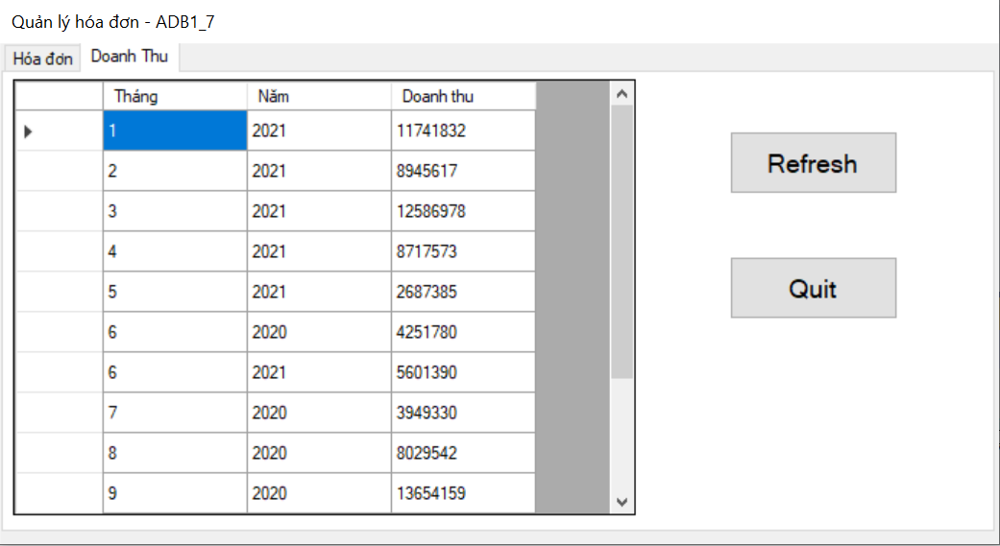 Quản lý hóa đơn - ADB1_7
Hóa đơn Doanh Thu
Tháng Năm Doanh thu
1 2021 11741832
2 2021 8945617
3 2021 12586978
4 2021 8717573
5 2021 2687385
6 2020 4251780
6 2021 5601390
7 2020 3949330
8 2020 8029542
9 2020 13654159
Refresh
Quit